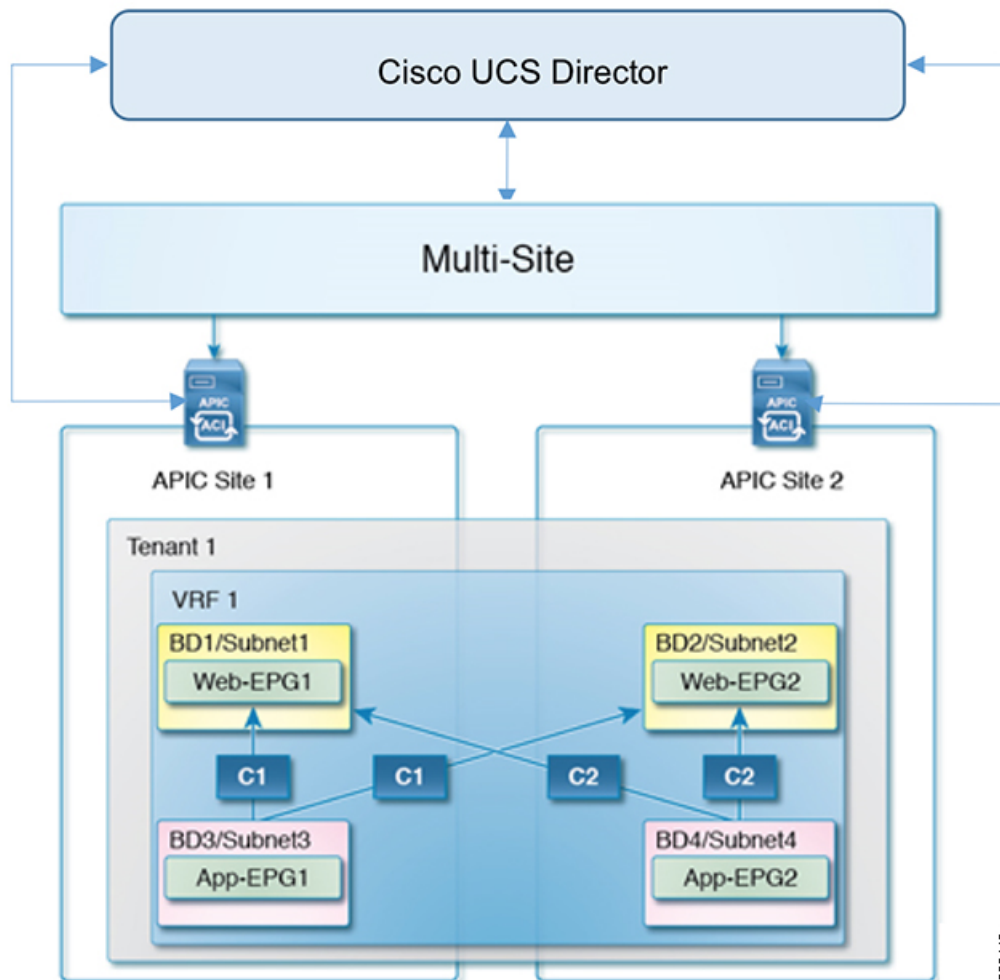 Cisco UCS Director
Multi-Site
APIC
ACI
APIC
ACI
APIC Site 1
APIC Site 2
Tenant 1
VRF 1
BD1/Subnet1
Web-EPG1
BD2/Subnet2
Web-EPG2
C1
C1
C2
C2
BD3/Subnet3
App-EPG1
BD4/Subnet4
App-EPG2